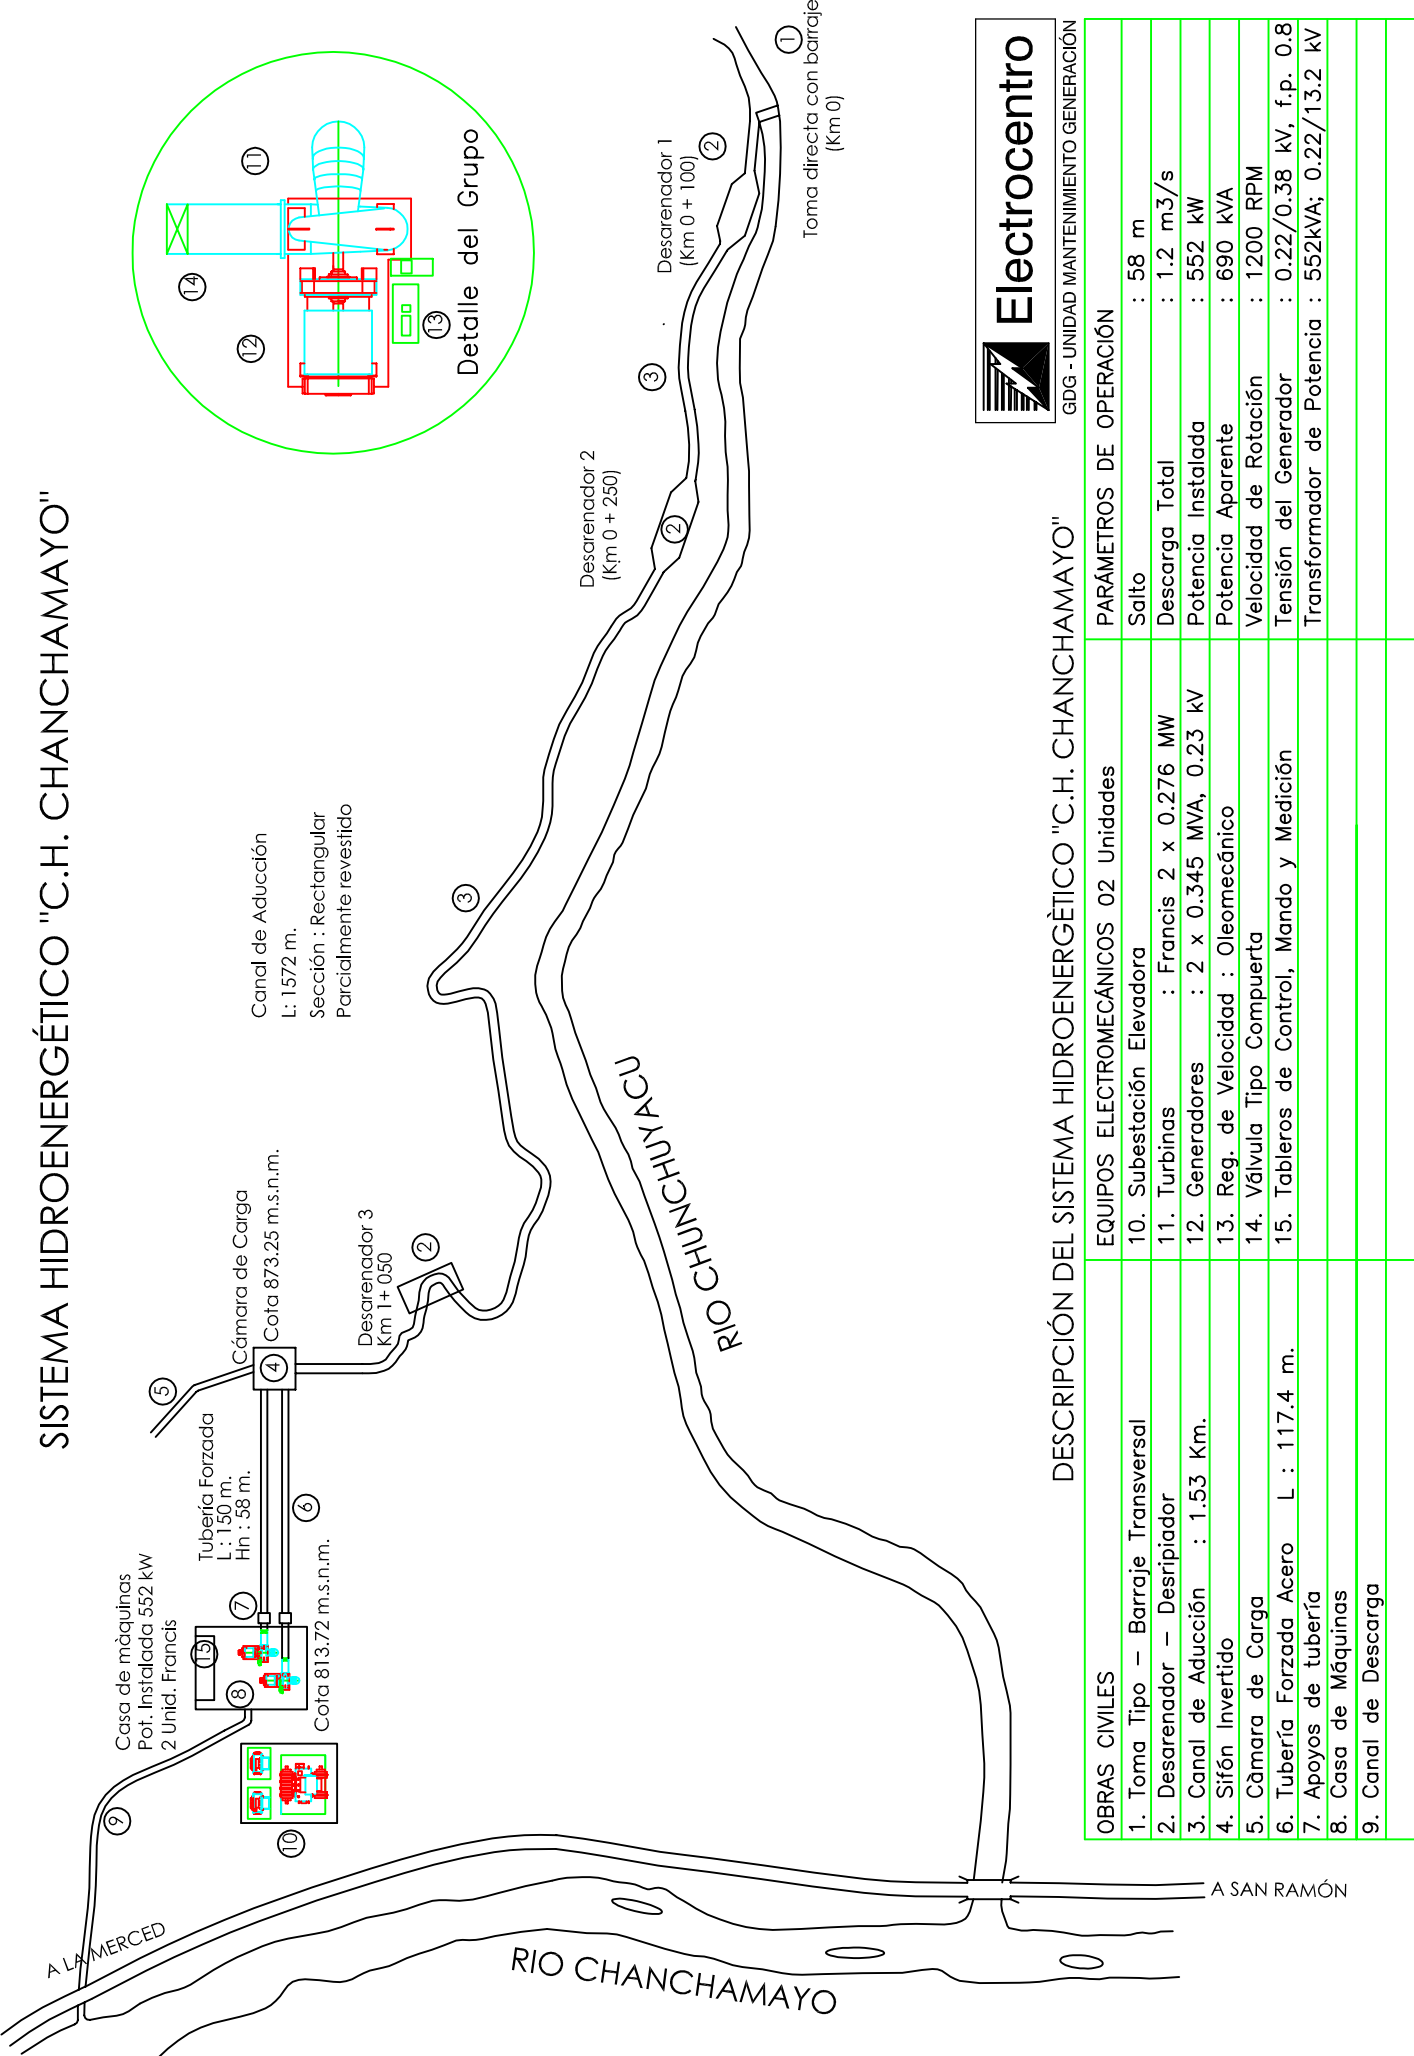 SISTEMA HIDROENERGÉTICO "C.H. CHANCHAMAYO"
11
14
12
13
Detalle del Grupo
1
Toma directa con barraje
(Km 0)
2
Desarenador 1
(Km 0 + 100)
3
Desarenador 2
(Km 0 + 250)
2
3
Canal de Aducción
L: 1572 m.
Sección : Rectangular
Parcialmente revestido
RIO CHUNCHUYACU
Desarenador 3
Km 1+ 050
2
Cámara de Carga
Cota 873.25 m.s.n.m.
4
5
Tubería Forzada
L : 150 m.
Hn : 58 m.
6
7
Casa de màquinas
Pot. Instalada 552 kW
2 Unid. Francis
15
8
Cota 813.72 m.s.n.m.
9
10
A LA MERCED
RIO CHANCHAMAYO
A SAN RAMÓN
Electrocentro
GDG - UNIDAD MANTENIMIENTO GENERACIÓN
DESCRIPCIÓN DEL SISTEMA HIDROENERGÈTICO "C.H. CHANCHAMAYO"
OBRAS CIVILES
1. Toma Tipo – Barraje Transversal
2. Desarenador – Desripiador
3. Canal de Aducción : 1.53 Km.
4. Sifón Invertido
5. Càmara de Carga
6. Tubería Forzada Acero L : 117.4 m.
7. Apoyos de tubería
8. Casa de Máquinas
9. Canal de Descarga
EQUIPOS ELECTROMECÁNICOS 02 Unidades
10. Subestación Elevadora
11. Turbinas : Francis 2 x 0.276 MW
12. Generadores : 2 x 0.345 MVA, 0.23 kV
13. Reg. de Velocidad : Oleomecánico
14. Válvula Tipo Compuerta
15. Tableros de Control, Mando y Medición
PARÁMETROS DE OPERACIÓN
Salto : 58 m
Descarga Total : 1.2 m3/s
Potencia Instalada : 552 kW
Potencia Aparente : 690 kVA
Velocidad de Rotación : 1200 RPM
Tensión del Generador : 0.22/0.38 kV, f.p. 0.8
Transformador de Potencia : 552kVA; 0.22/13.2 kV